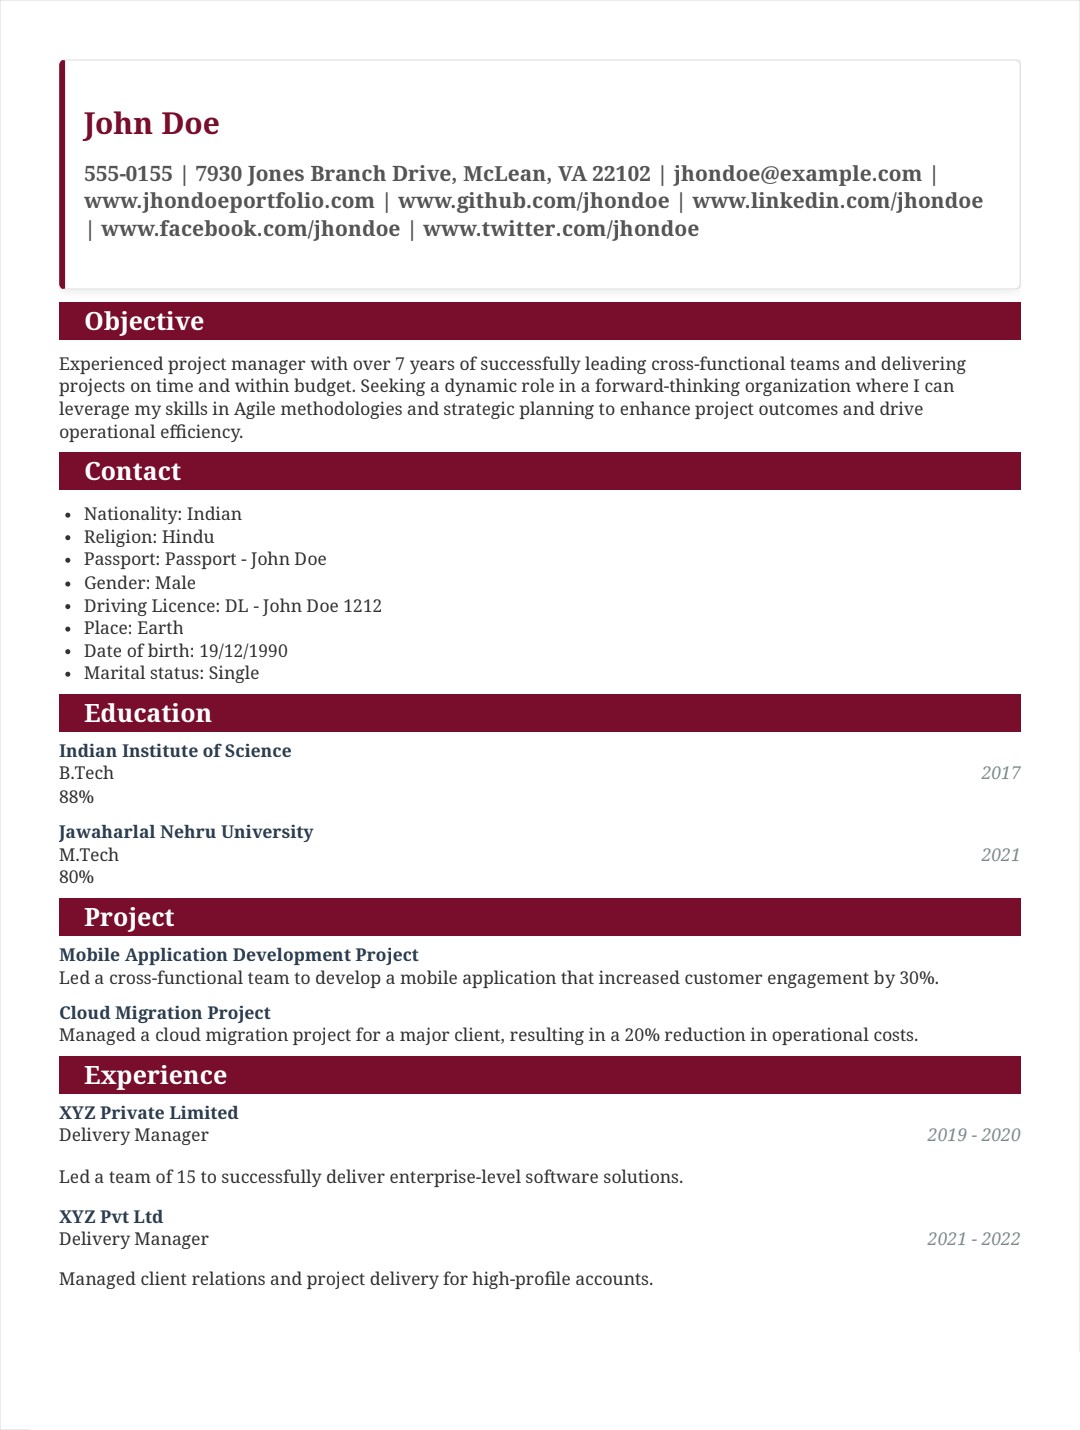 John Doe
555-0155 | 7930 Jones Branch Drive, McLean, VA 22102 | jhondoe@example.com |
www.jhondoeportfolio.com | www.github.com/jhondoe | www.linkedin.com/jhondoe
| www.facebook.com/jhondoe | www.twitter.com/jhondoe
Objective
Experienced project manager with over 7 years of successfully leading cross-functional teams and delivering
projects on time and within budget. Seeking a dynamic role in a forward-thinking organization where I can
leverage my skills in Agile methodologies and strategic planning to enhance project outcomes and drive
operational efficiency.
Contact
• Nationality: Indian
• Religion: Hindu
• Passport: Passport - John Doe
• Gender: Male
• Driving Licence: DL - John Doe 1212
• Place: Earth
• Date of birth: 19/12/1990
• Marital status: Single
Education
Indian Institute of Science
B.Tech 2017
88%
Jawaharlal Nehru University
M.Tech 2021
80%
Project
Mobile Application Development Project
Led a cross-functional team to develop a mobile application that increased customer engagement by 30%.
Cloud Migration Project
Managed a cloud migration project for a major client, resulting in a 20% reduction in operational costs.
Experience
XYZ Private Limited
Delivery Manager 2019 - 2020
Led a team of 15 to successfully deliver enterprise-level software solutions.
XYZ Pvt Ltd
Delivery Manager 2021 - 2022
Managed client relations and project delivery for high-profile accounts.